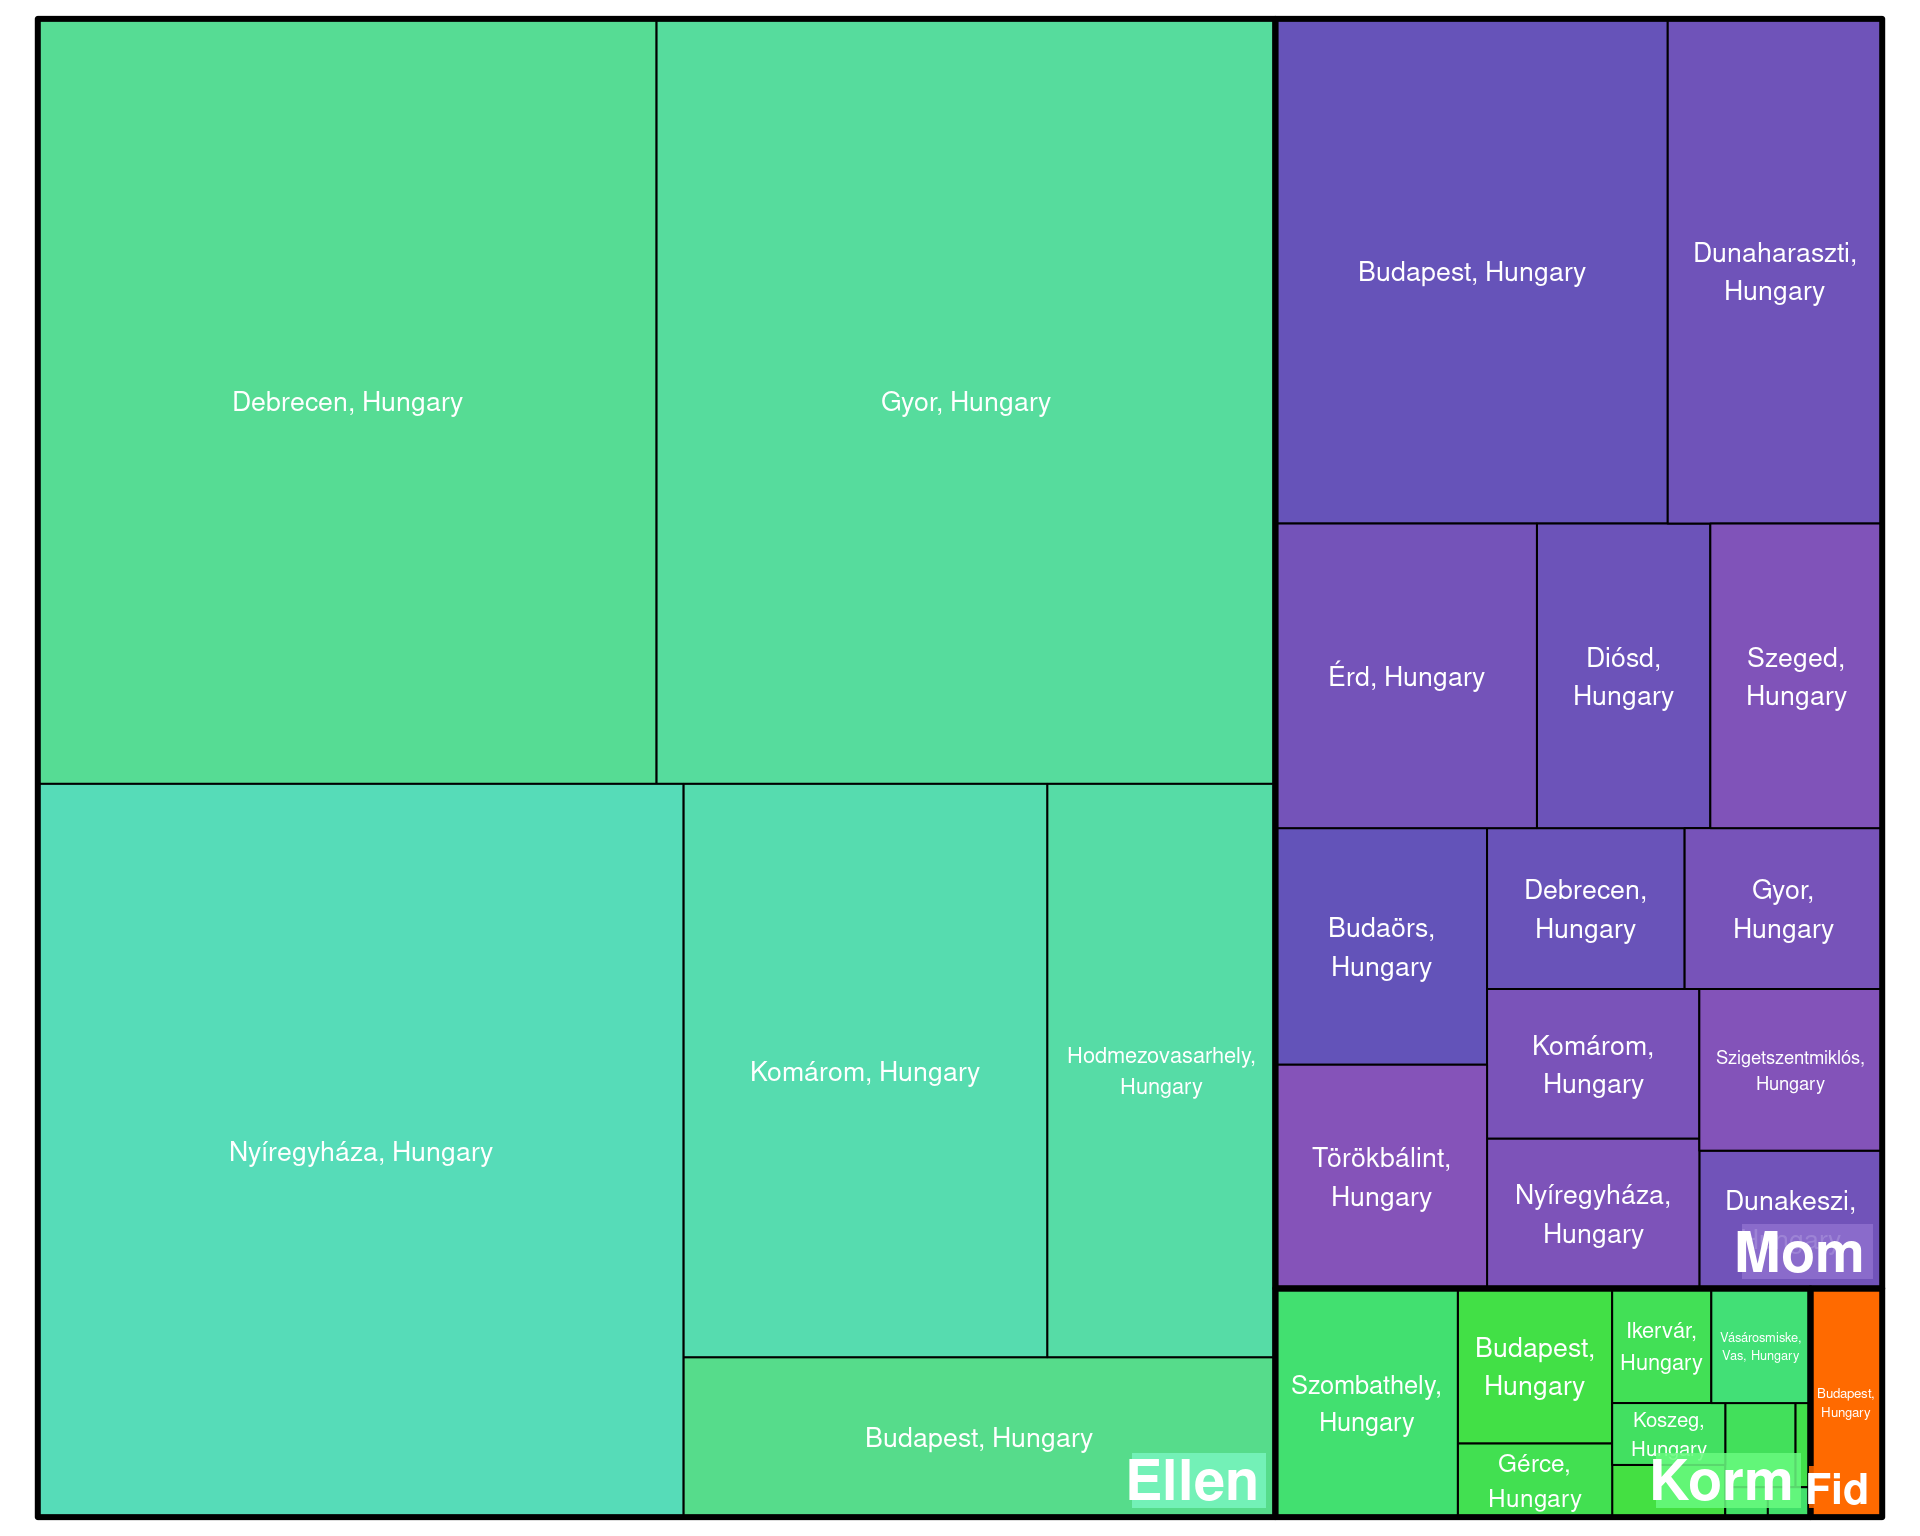 Debrecen, Hungary
Gyor, Hungary
Nyíregyháza, Hungary
Komárom, Hungary
Hodmezovasarhely,
Hungary
Budapest, Hungary
Ellen
Budapest, Hungary
Dunaharaszti,
Hungary
Érd, Hungary
Diósd,
Hungary
Szeged,
Hungary
Budaörs,
Hungary
Debrecen,
Hungary
Gyor,
Hungary
Komárom,
Hungary
Szigetszentmiklós,
Hungary
Törökbálint,
Hungary
Nyíregyháza,
Hungary
Dunakeszi,
Hungary
Mom
Szombathely,
Hungary
Budapest,
Hungary
Gérce,
Hungary
Ikervár,
Hungary
Vásárosmiske,
Vas, Hungary
Koszeg,
Hungary
Korm
Budapest,
Hungary
Fid